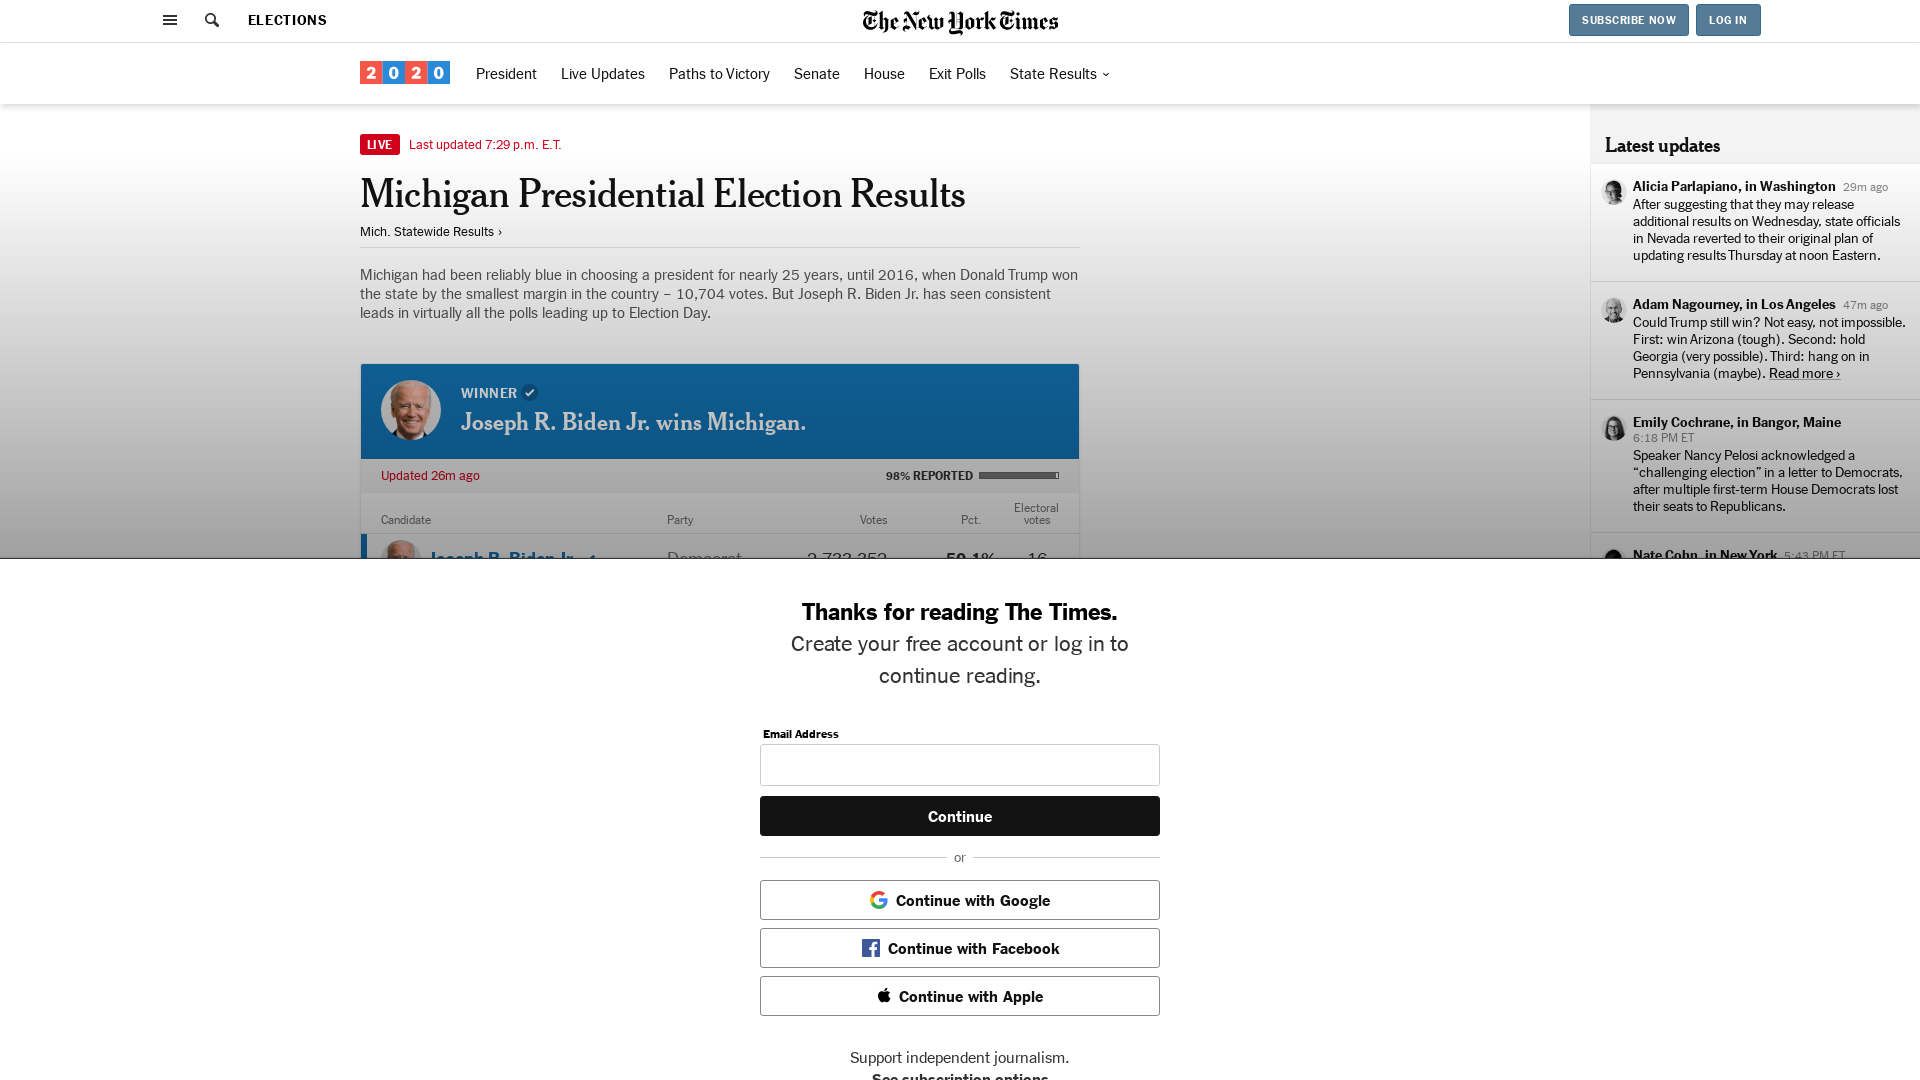 ELECTIONS
The New York Times
SUBSCRIBE NOW
LOG IN
2020
President
Live Updates
Paths to Victory
Senate
House
Exit Polls
State Results
LIVE
Last updated 7:29 p.m. E.T.
Michigan Presidential Election Results
Mich. Statewide Results ›
Michigan had been reliably blue in choosing a president for nearly 25 years, until 2016, when Donald Trump won
the state by the smallest margin in the country – 10,704 votes. But Joseph R. Biden Jr. has seen consistent
leads in virtually all the polls leading up to Election Day.
WINNER
Joseph R. Biden Jr. wins Michigan.
Updated 26m ago
98% REPORTED
Candidate
Party
Votes
Pct.
Electoral
votes
Joseph R. Biden Jr.
Democrat
16
Latest updates
Alicia Parlapiano, in Washington 29m ago
After suggesting that they may release
additional results on Wednesday, state officials
in Nevada reverted to their original plan of
updating results Thursday at noon Eastern.
Adam Nagourney, in Los Angeles 47m ago
Could Trump still win? Not easy, not impossible.
First: win Arizona (tough). Second: hold
Georgia (very possible). Third: hang on in
Pennsylvania (maybe). Read more ›
Emily Cochrane, in Bangor, Maine
6:18 PM ET
Speaker Nancy Pelosi acknowledged a
“challenging election” in a letter to Democrats,
after multiple first-term House Democrats lost
their seats to Republicans.
Nate Cohn, in New York 5:43 PM ET
Thanks for reading The Times.
Create your free account or log in to
continue reading.
Email Address
Continue
or
Continue with Google
Continue with Facebook
Continue with Apple
Support independent journalism.
See subscription options